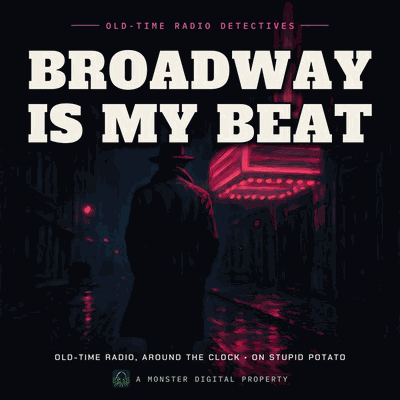 OLD-TIME RADIO DETECTIVES
BROADWAY
IS MY BEAT
OLD-TIME RADIO, AROUND THE CLOCK • ON STUPID POTATO
A MONSTER DIGITAL PROPERTY